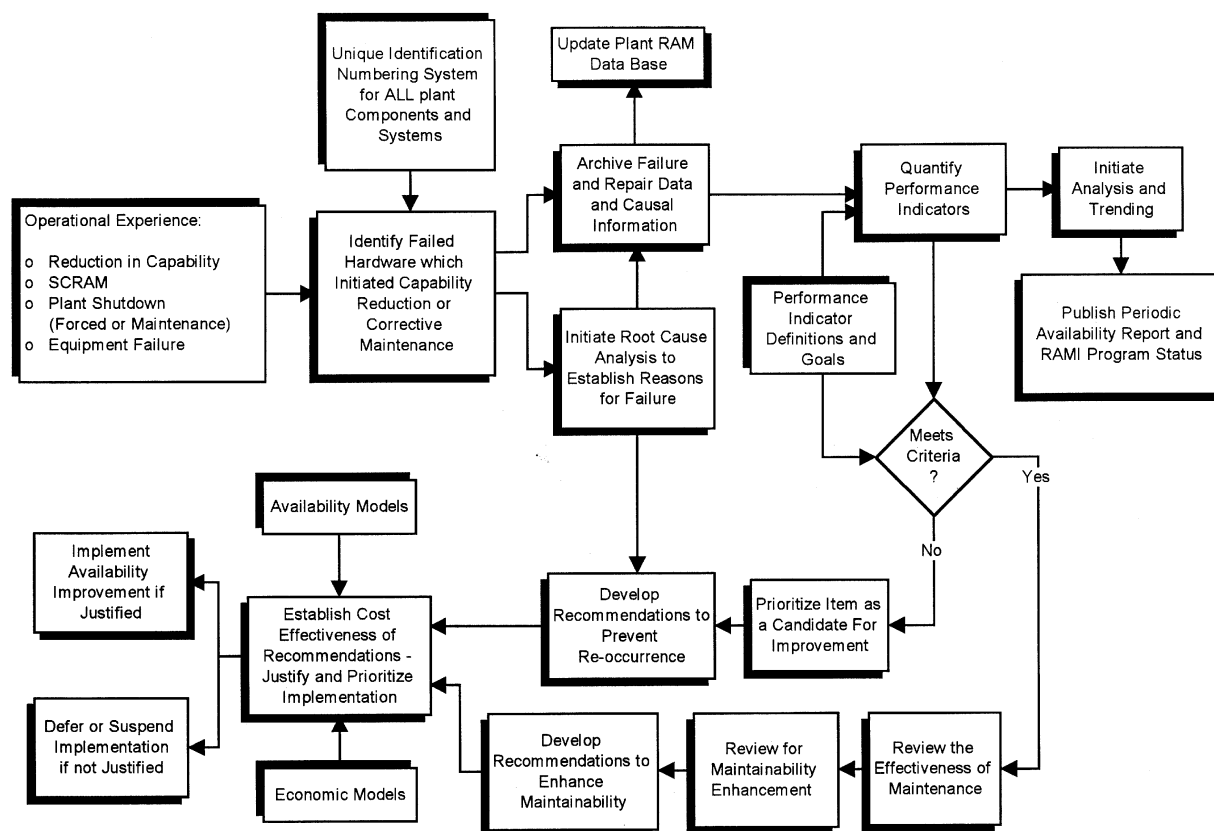 Unique Identification
Numbering System
for ALL plant
Components and
Systems
Update Plant RAM
Data Base
Operational Experience:
o Reduction in Capability
o SCRAM
o Plant Shutdown
(Forced or Maintenance)
o Equipment Failure
Identify Failed
Hardware which
Initiated Capability
Reduction or
Corrective
Maintenance
Archive Failure
and Repair Data
and Causal
Information
Initiate Root Cause
Analysis to
Establish Reasons
for Failure
Quantify
Performance
Indicators
Initiate
Analysis and
Trending
Performance
Indicator
Definitions and
Goals
Publish Periodic
Availability Report and
RAMI Program Status
Meets
Criteria
?
Yes
No
Availability Models
Implement
Availability
Improvement if
Justified
Establish Cost
Effectiveness of
Recommendations -
Justify and Prioritize
Implementation
Develop
Recommendations to
Prevent
Re-occurrence
Prioritize Item as
a Candidate For
Improvement
Defer or Suspend
Implementation
if not Justified
Economic Models
Develop
Recommendations to
Enhance
Maintainability
Review for
Maintainability
Enhancement
Review the
Effectiveness of
Maintenance